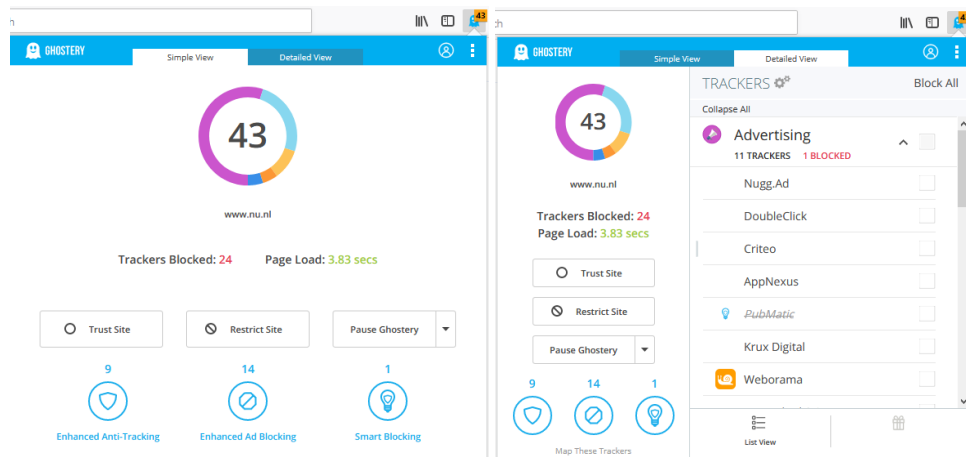 43
GHOSTERY
Simple View
Detailed View
43
www.nu.nl
Trackers Blocked: 24
Page Load: 3.83 secs
Trust Site
Restrict Site
Pause Ghostery
9
14
1
Enhanced Anti-Tracking
Enhanced Ad Blocking
Smart Blocking
GHOSTERY
Simple View
Detailed View
43
www.nu.nl
Trackers Blocked: 24
Page Load: 3.83 secs
Trust Site
Restrict Site
Pause Ghostery
9
14
1
Map These Trackers
TRACKERS
Block All
Collapse All
Advertising
11 TRACKERS 1 BLOCKED
Nugg.Ad
DoubleClick
Criteo
AppNexus
PubMatic
Krux Digital
Weborama
List View